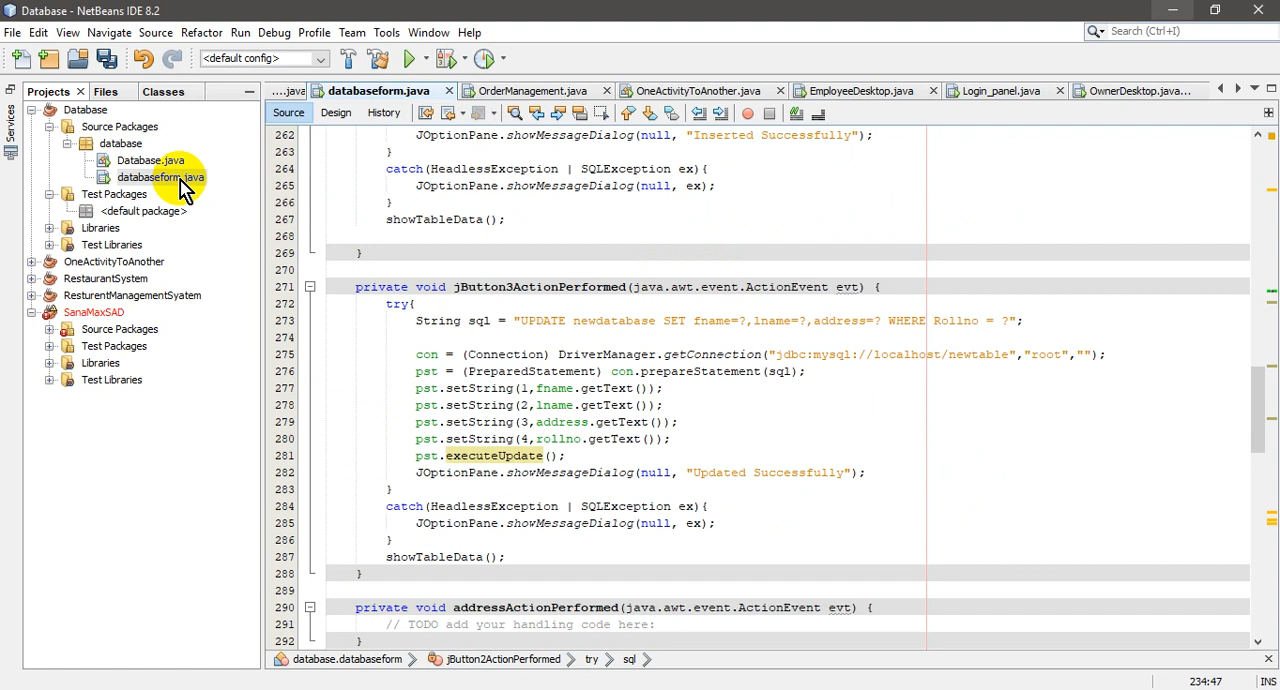 Database - NetBeans IDE 8.2
File Edit View Navigate Source Refactor Run Debug Profile Team Tools Window Help
Search (Ctrl+I)
<default config>
Projects Files Classes
....java databaseform.java OrderManagement.java OneActivityToAnother.java EmployeeDesktop.java Login_panel.java OwnerDesktop.java...
Source Design History
Services
Database
Source Packages
database
Database.java
databaseform.java
Test Packages
<default package>
Libraries
Test Libraries
OneActivityToAnother
RestaurantSystem
ResturentManagementSyatem
SanaMaxSAD
Source Packages
Test Packages
Libraries
Test Libraries
262 JOptionPane.showMessageDialog(null, "Inserted Successfully");
263 }
264 catch(HeadlessException | SQLException ex){
265 JOptionPane.showMessageDialog(null, ex);
266 }
267 showTableData();
268
269 }
270
271 private void jButton3ActionPerformed(java.awt.event.ActionEvent evt) {
272 try{
273 String sql = "UPDATE newdatabase SET fname=?,lname=?,address=? WHERE Rollno = ?";
274
275 con = (Connection) DriverManager.getConnection("jdbc:mysql://localhost/newtable","root","");
276 pst = (PreparedStatement) con.prepareStatement(sql);
277 pst.setString(1,fname.getText());
278 pst.setString(2,lname.getText());
279 pst.setString(3,address.getText());
280 pst.setString(4,rollno.getText());
281 pst.executeUpdate();
282 JOptionPane.showMessageDialog(null, "Updated Successfully");
283 }
284 catch(HeadlessException | SQLException ex){
285 JOptionPane.showMessageDialog(null, ex);
286 }
287 showTableData();
288 }
289
290 private void addressActionPerformed(java.awt.event.ActionEvent evt) {
291 // TODO add your handling code here:
292 }
database.databaseform jButton2ActionPerformed try sql
234:47 INS